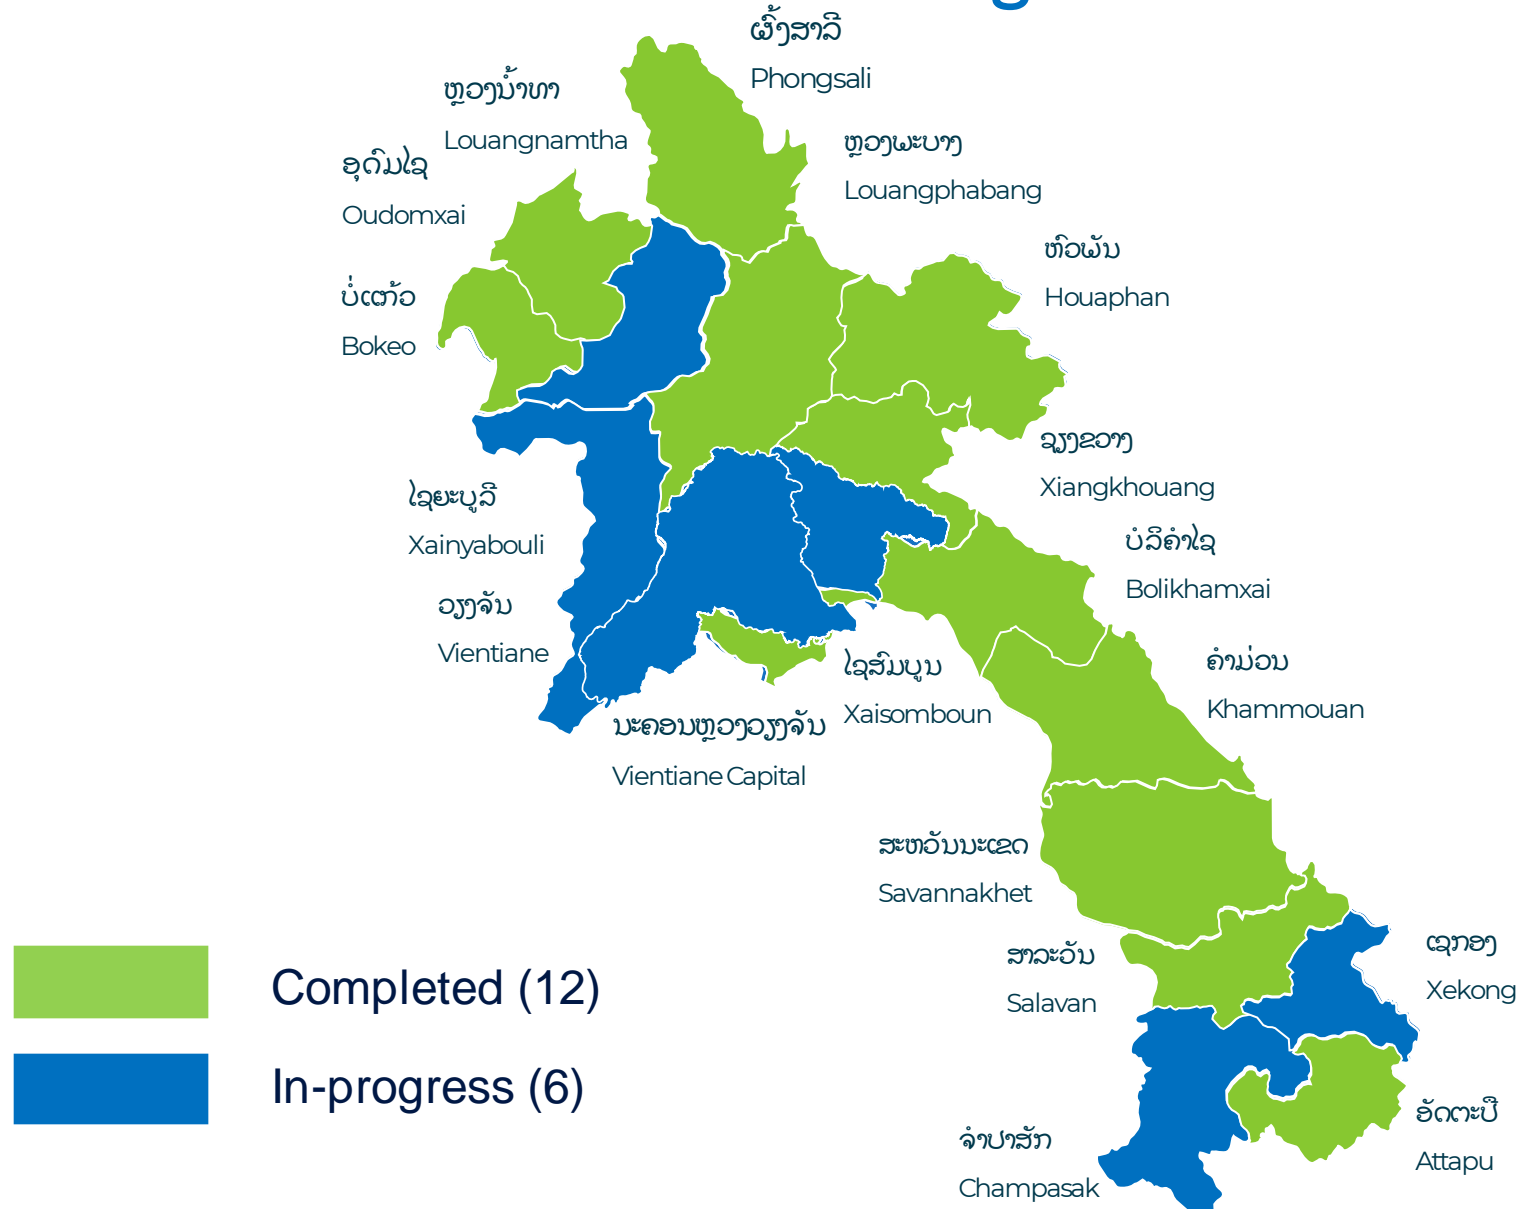 ຜົ້ງສາລີ
Phongsali
ຫຼວງນ້ຳທາ
Louangnamtha
ຫຼວງພະບາງ
Louangphabang
ອຸດົມໄຊ
Oudomxai
ຫົວພັນ
Houaphan
ບໍ່ແກ້ວ
Bokeo
ຊຽງຂວາງ
Xiangkhouang
ໄຊຍະບູລີ
Xainyabouli
ບໍລິຄຳໄຊ
Bolikhamxai
ວຽງຈັນ
Vientiane
ໄຊສົມບູນ
Xaisomboun
ຄຳມ່ວນ
Khammouan
ນະຄອນຫຼວງວຽງຈັນ
Vientiane Capital
ສະຫວັນນະເຂດ
Savannakhet
ສາລະວັນ
Salavan
ເຊກອງ
Xekong
Completed (12)
In-progress (6)
ອັດຕະປື
Attapu
ຈຳປາສັກ
Champasak